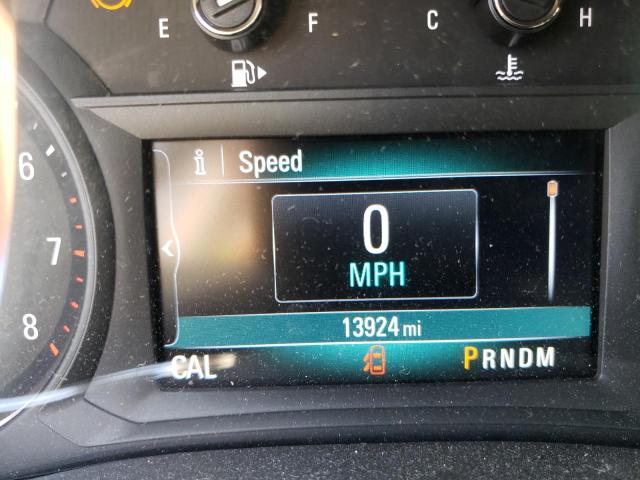 E F C H
6
7
8
i Speed
0
MPH
13924 mi
CAL PRNDM